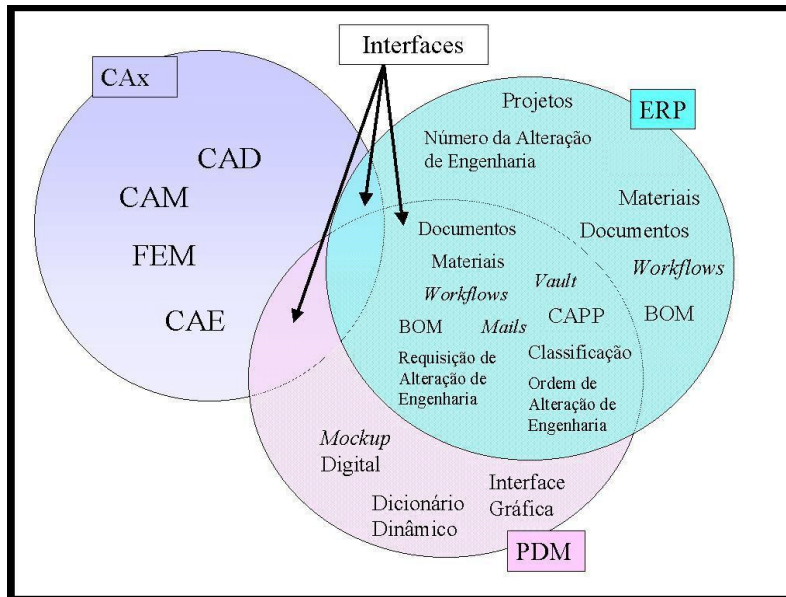 Interfaces
CAx
CAD
CAM
FEM
CAE
ERP
Projetos
Número da Alteração
de Engenharia
Materiais
Documentos
Workflows
BOM
Documentos
Materiais
Vault
Workflows
CAPP
BOM
Mails
Classificação
Requisição de
Alteração de
Engenharia
Ordem de
Alteração de
Engenharia
Mockup
Digital
Interface
Gráfica
Dicionário
Dinâmico
PDM